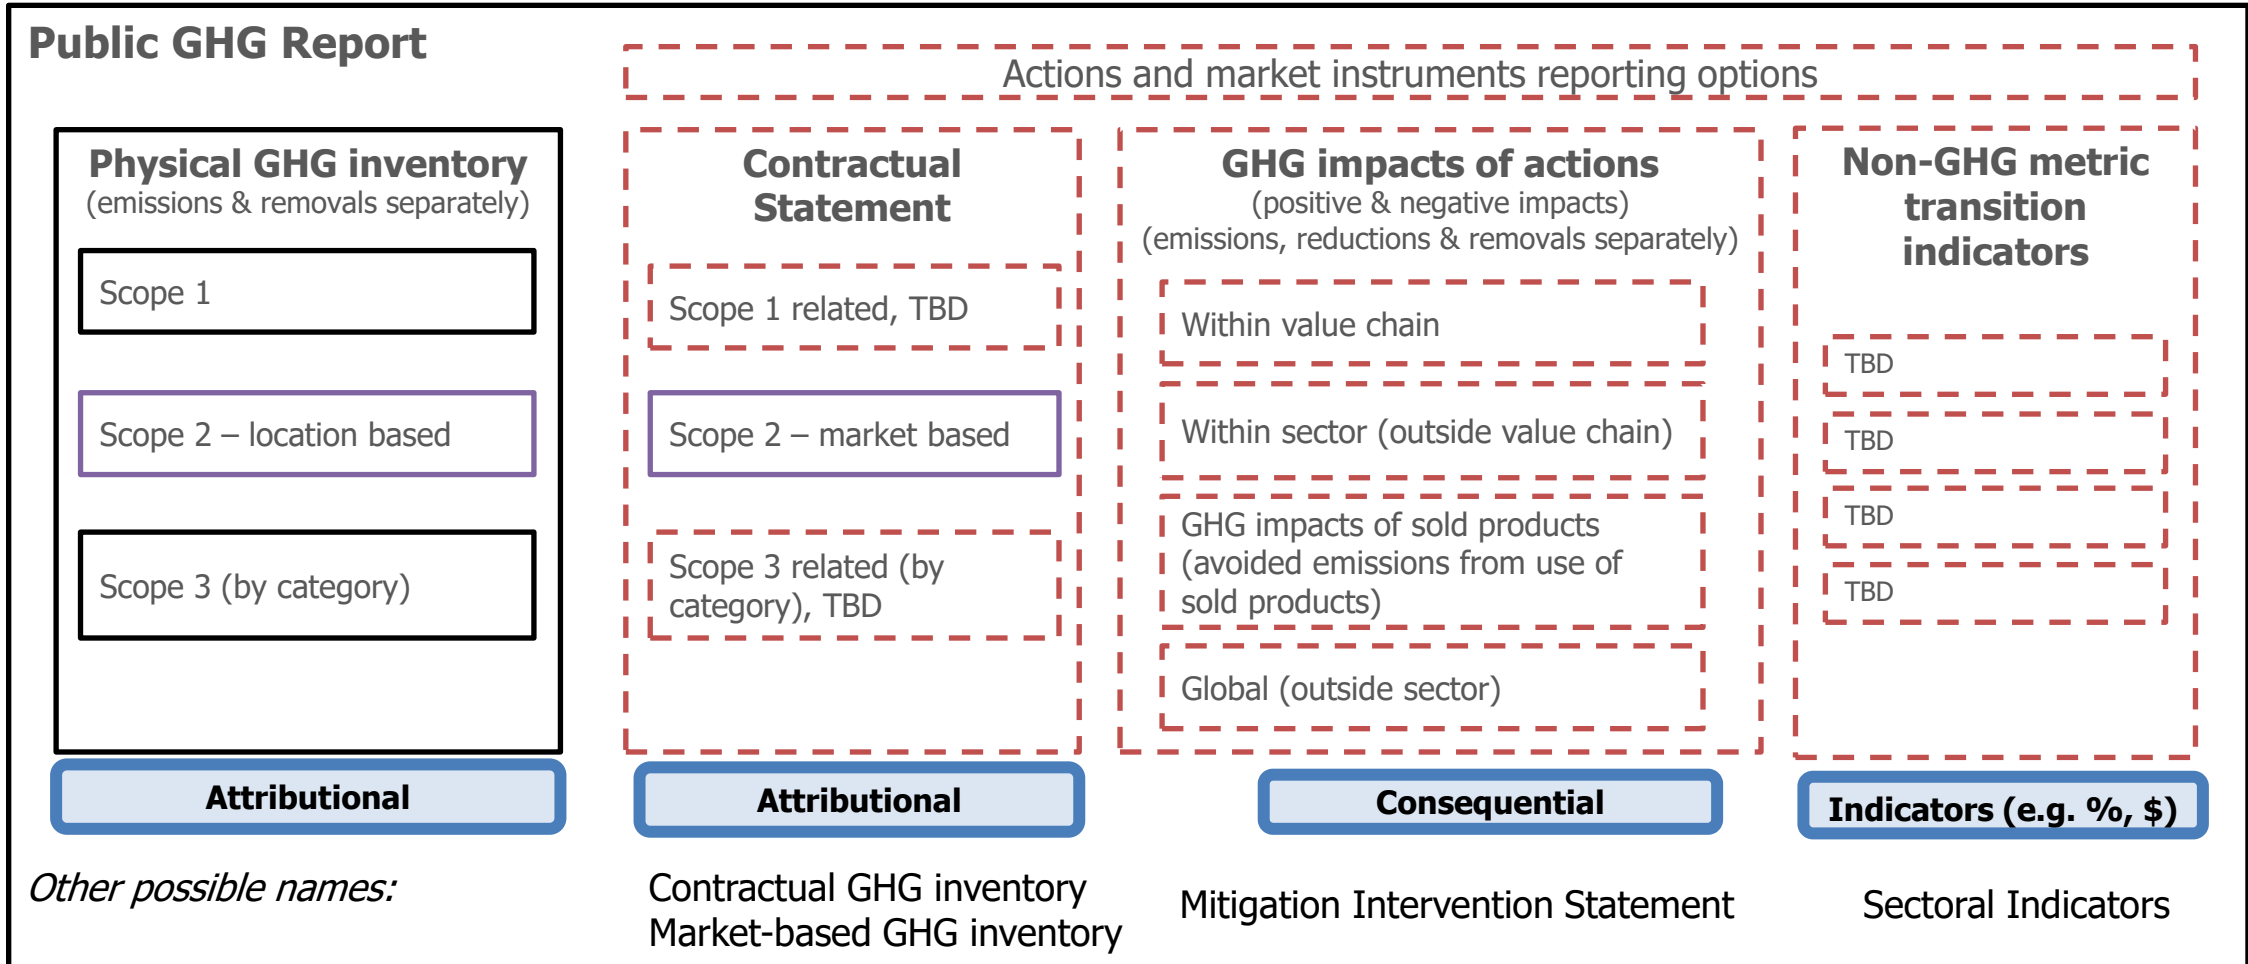 Public GHG Report
Actions and market instruments reporting options
Physical GHG inventory
(emissions & removals separately)
Scope 1
Scope 2 – location based
Scope 3 (by category)
Attributional
Contractual
Statement
Scope 1 related, TBD
Scope 2 – market based
Scope 3 related (by
category), TBD
Attributional
GHG impacts of actions
(positive & negative impacts)
(emissions, reductions & removals separately)
Within value chain
Within sector (outside value chain)
GHG impacts of sold products
(avoided emissions from use of
sold products)
Global (outside sector)
Consequential
Non-GHG metric
transition
indicators
TBD
TBD
TBD
TBD
Indicators (e.g. %, $)
Other possible names:
Contractual GHG inventory
Market-based GHG inventory
Mitigation Intervention Statement
Sectoral Indicators